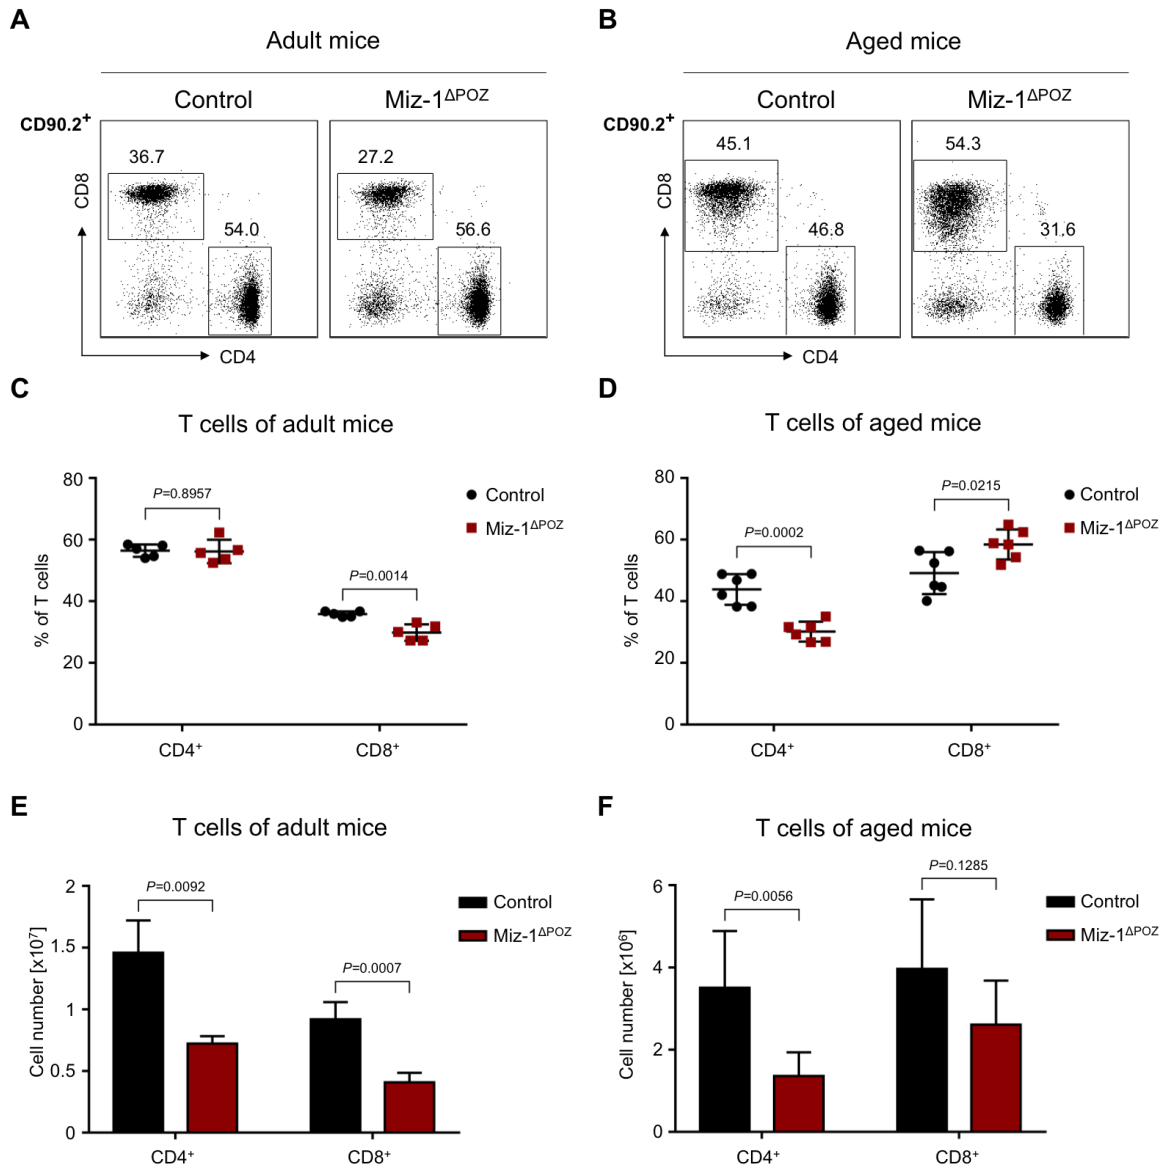 A
Adult mice
Control
Miz-1ΔPOZ
CD90.2+
36.7
27.2
54.0
56.6
CD8
CD4
B
Aged mice
Control
Miz-1ΔPOZ
CD90.2+
45.1
54.3
46.8
31.6
CD8
CD4
C
T cells of adult mice
80
60
40
20
0
% of T cells
P=0.8957
P=0.0014
Control
Miz-1ΔPOZ
CD4+
CD8+
D
T cells of aged mice
80
60
40
20
0
% of T cells
P=0.0002
P=0.0215
Control
Miz-1ΔPOZ
CD4+
CD8+
E
T cells of adult mice
2
1.5
1
0.5
0
Cell number [x10⁷]
P=0.0092
P=0.0007
Control
Miz-1ΔPOZ
CD4+
CD8+
F
T cells of aged mice
6
4
2
0
Cell number [x10⁶]
P=0.0056
P=0.1285
Control
Miz-1ΔPOZ
CD4+
CD8+